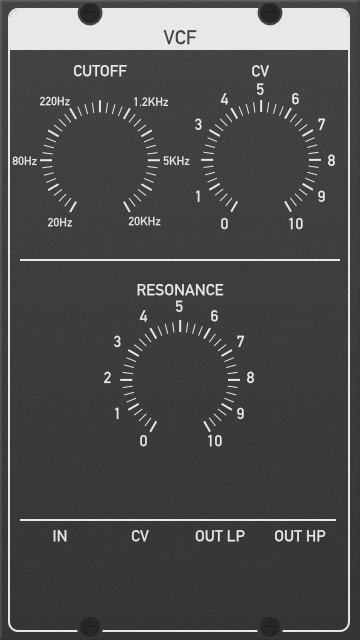 VCF
CUTOFF CV
5
220Hz 1.2KHz 4 6
3 7
80Hz 5KHz 8
1 9
20Hz 20KHz 0 10
RESONANCE
5
4 6
3 7
2 8
1 9
0 10
IN CV OUT LP OUT HP